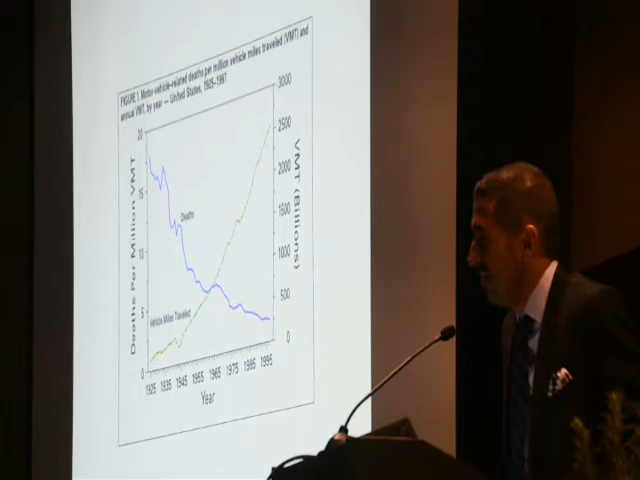 FIGURE 1. Motor-vehicle-related deaths per million vehicle miles traveled (VMT) and
annual VMT, by year — United States, 1925–1997
20
15
10
5
0
Deaths Per Million VMT
Deaths
Vehicle Miles Traveled
3000
2500
2000
1500
1000
500
0
VMT (Billions)
1925 1935 1945 1955 1965 1975 1985 1995
Year